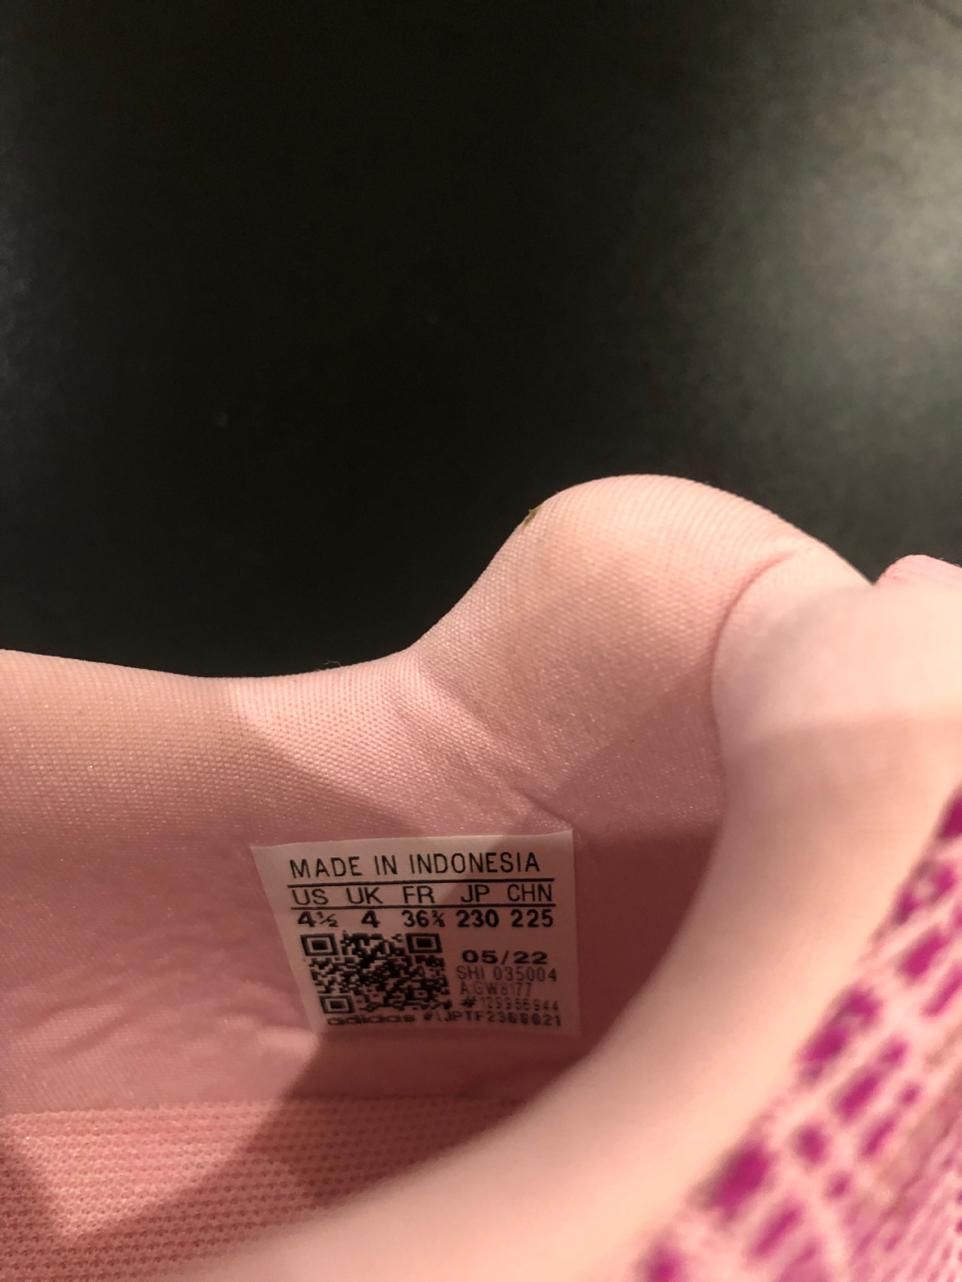 MADE IN INDONESIA
US UK FR JP CHN
4½ 4 36⅔ 230 225
05/22
SHI 035004
#129956944
adidas